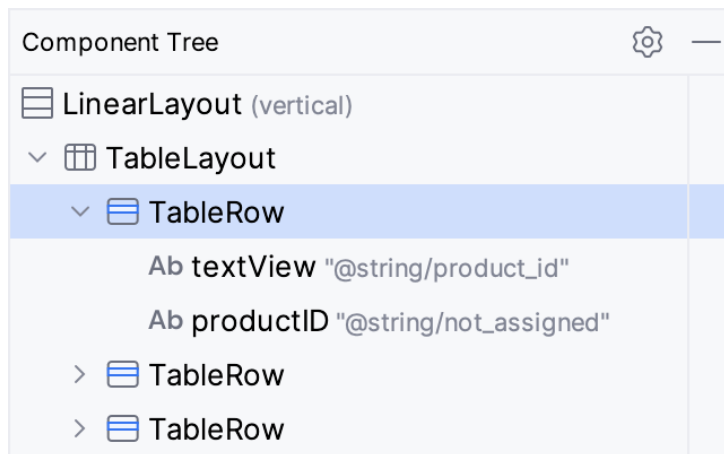 Component Tree
LinearLayout (vertical)
TableLayout
TableRow
Ab textView "@string/product_id"
Ab productID "@string/not_assigned"
TableRow
TableRow